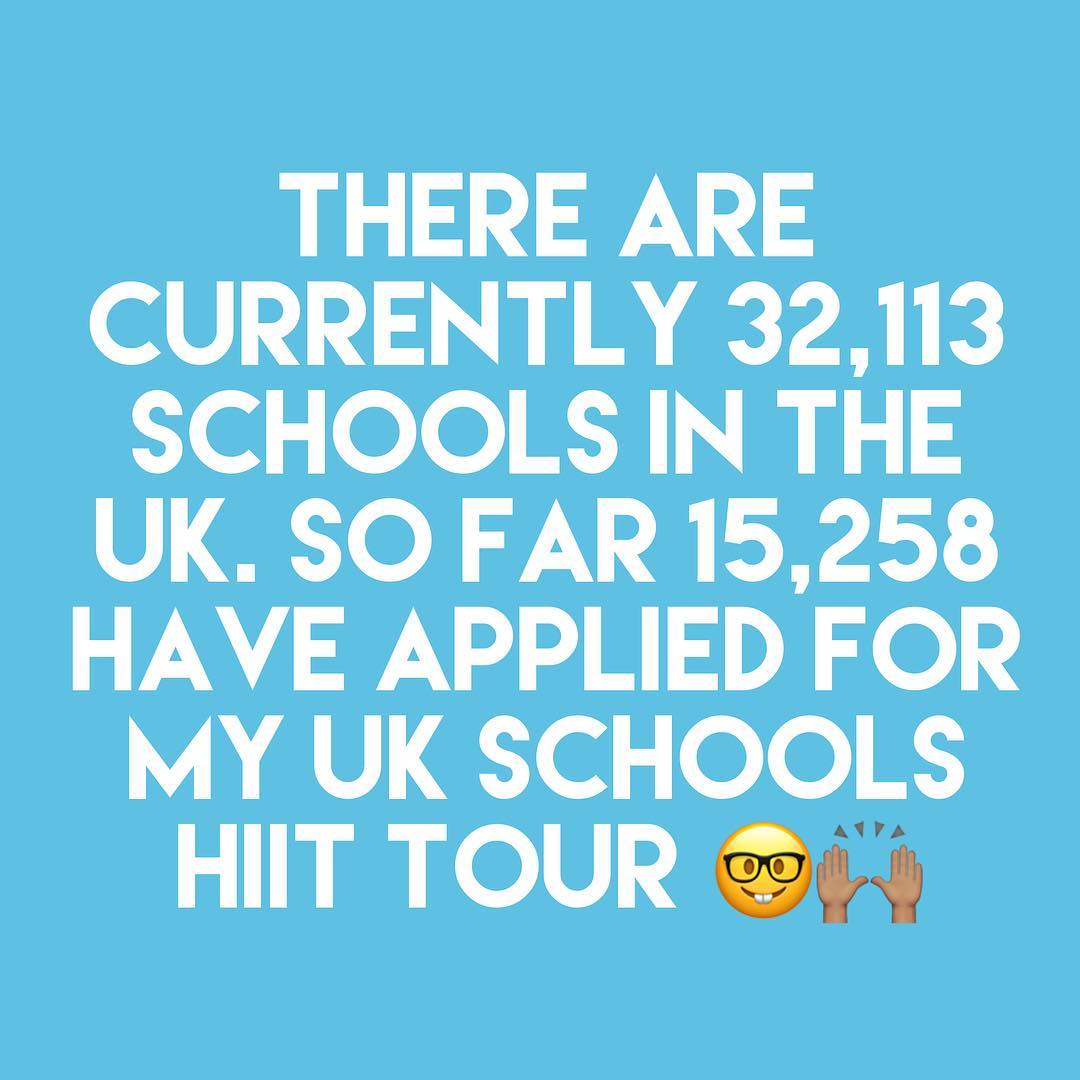 THERE ARE
CURRENTLY 32,113
SCHOOLS IN THE
UK. SO FAR 15,258
HAVE APPLIED FOR
MY UK SCHOOLS
HIIT TOUR 🤓🙌🏽